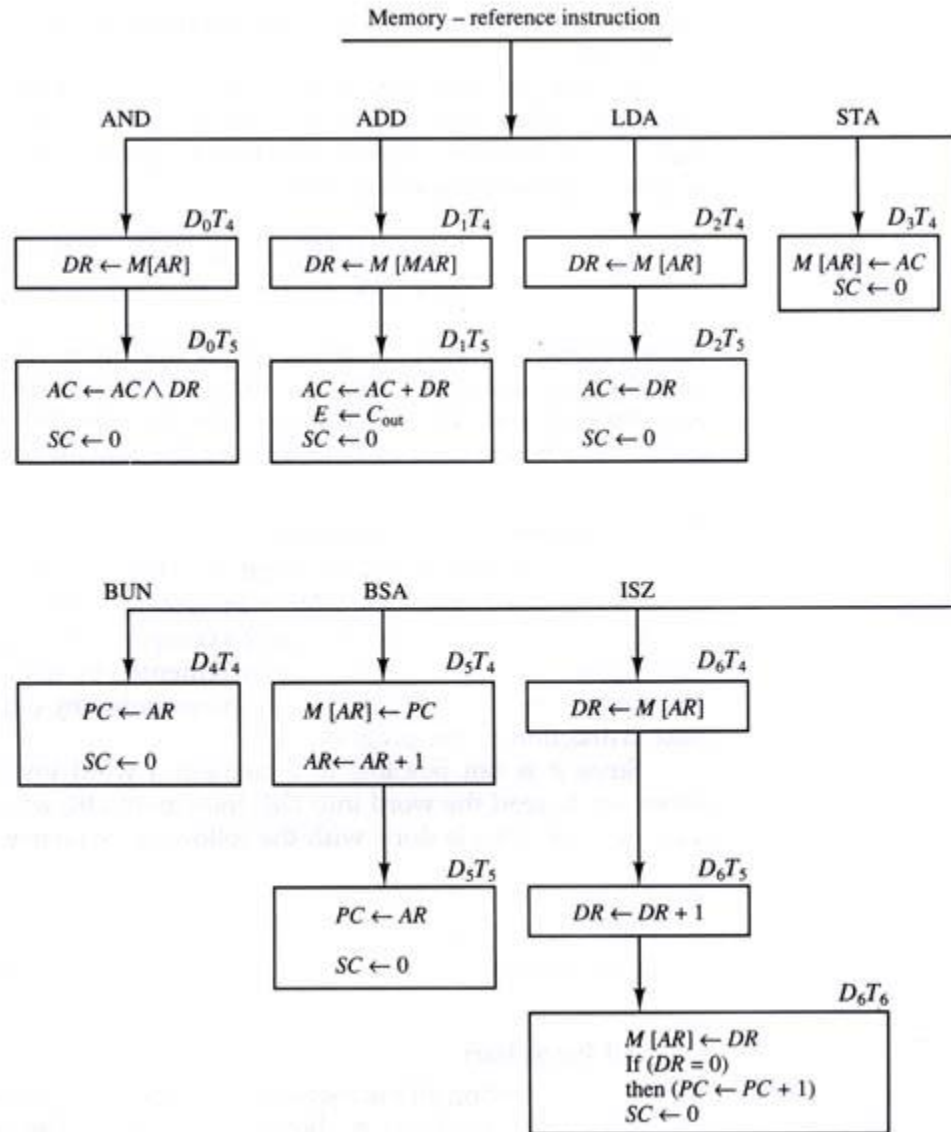 Memory – reference instruction
AND ADD LDA STA
D₀T₄ D₁T₄ D₂T₄ D₃T₄
DR ← M[AR]
DR ← M [MAR]
DR ← M [AR]
M [AR] ← AC
SC ← 0
D₀T₅ D₁T₅ D₂T₅
AC ← AC ∧ DR
SC ← 0
AC ← AC + DR
E ← Cout
SC ← 0
AC ← DR
SC ← 0
BUN BSA ISZ
D₄T₄ D₅T₄ D₆T₄
PC ← AR
SC ← 0
M [AR] ← PC
AR ← AR + 1
DR ← M [AR]
D₅T₅ D₆T₅
PC ← AR
SC ← 0
DR ← DR + 1
D₆T₆
M [AR] ← DR
If (DR = 0)
then (PC ← PC + 1)
SC ← 0